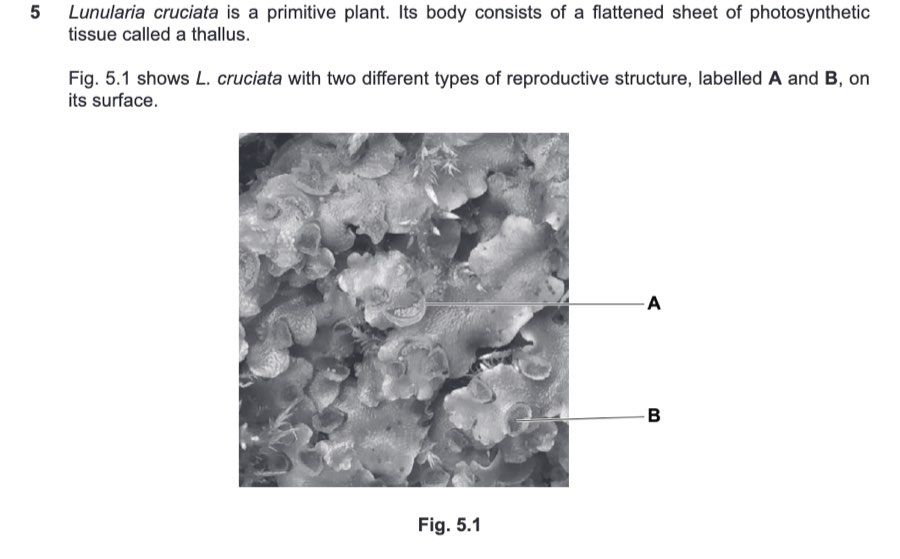 5 Lunularia cruciata is a primitive plant. Its body consists of a flattened sheet of photosynthetic
tissue called a thallus.
Fig. 5.1 shows L. cruciata with two different types of reproductive structure, labelled A and B, on
its surface.
A
B
Fig. 5.1